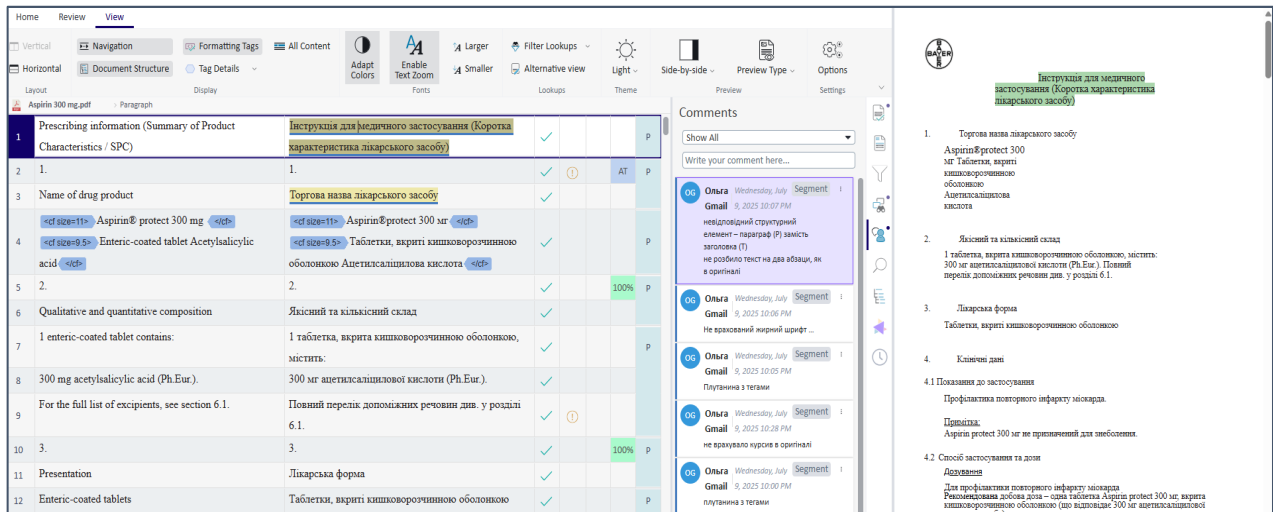 Home Review View
Vertical
Horizontal
Layout
Navigation
Document Structure
Formatting Tags
Tag Details
All Content
Display
Adapt
Colors
Enable
Text Zoom
Larger
Smaller
Fonts
Filter Lookups
Alternative view
Lookups
Light
Theme
Side-by-side
Preview Type
Preview
Options
Settings
Aspirin 300 mg.pdf Paragraph
1 Prescribing information (Summary of Product
Characteristics / SPC)
Інструкція для медичного застосування (Коротка
характеристика лікарського засобу)
P
2 1. 1. AT P
3 Name of drug product Торгова назва лікарського засобу
4 <cf size=11> Aspirin® protect 300 mg </cf>
<cf size=9.5> Enteric-coated tablet Acetylsalicylic
acid </cf>
<cf size=11> Aspirin®protect 300 мг </cf>
<cf size=9.5> Таблетки, вкриті кишковорозчинною
оболонкою Ацетилсаліцилова кислота </cf>
P
5 2. 2. 100% P
6 Qualitative and quantitative composition Якісний та кількісний склад
7 1 enteric-coated tablet contains:
1 таблетка, вкрита кишковорозчинною оболонкою,
містить:
P
8 300 mg acetylsalicylic acid (Ph.Eur.). 300 мг ацетилсаліцилової кислоти (Ph.Eur.).
9 For the full list of excipients, see section 6.1.
Повний перелік допоміжних речовин див. у розділі
6.1.
10 3. 3. 100% P
11 Presentation Лікарська форма
12 Enteric-coated tablets Таблетки, вкриті кишковорозчинною оболонкою P
Comments
Show All
Write your comment here...
OG Ольга Wednesday, July Segment
Gmail 9, 2025 10:07 PM
невідповідний структурний
елемент – параграф (P) замість
заголовка (T)
не розбило текст на два абзаци, як
в оригіналі
OG Ольга Wednesday, July Segment
Gmail 9, 2025 10:06 PM
Не врахований жирний шрифт ...
OG Ольга Wednesday, July Segment
Gmail 9, 2025 10:05 PM
Плутанина з тегами
OG Ольга Wednesday, July Segment
Gmail 9, 2025 10:28 PM
не врахувало курсив в оригіналі
OG Ольга Wednesday, July Segment
Gmail 9, 2025 10:00 PM
плутанина з тегами
BAYER
Інструкція для медичного
застосування (Коротка характеристика
лікарського засобу)
1. Торгова назва лікарського засобу
Aspirin®protect 300
мг Таблетки, вкриті
кишковорозчинною
оболонкою
Ацетилсаліцилова
кислота
2. Якісний та кількісний склад
1 таблетка, вкрита кишковорозчинною оболонкою, містить:
300 мг ацетилсаліцилової кислоти (Ph.Eur.). Повний
перелік допоміжних речовин див. у розділі 6.1.
3. Лікарська форма
Таблетки, вкриті кишковорозчинною оболонкою
4. Клінічні дані
4.1 Показання до застосування
Профілактика повторного інфаркту міокарда.
Примітка:
Aspirin protect 300 мг не призначений для знеболення.
4.2 Спосіб застосування та дози
Дозування
Для профілактики повторного інфаркту міокарда
Рекомендована добова доза – одна таблетка Aspirin protect 300 мг, вкрита
кишковорозчинною оболонкою (що відповідає 300 мг ацетилсаліцилової